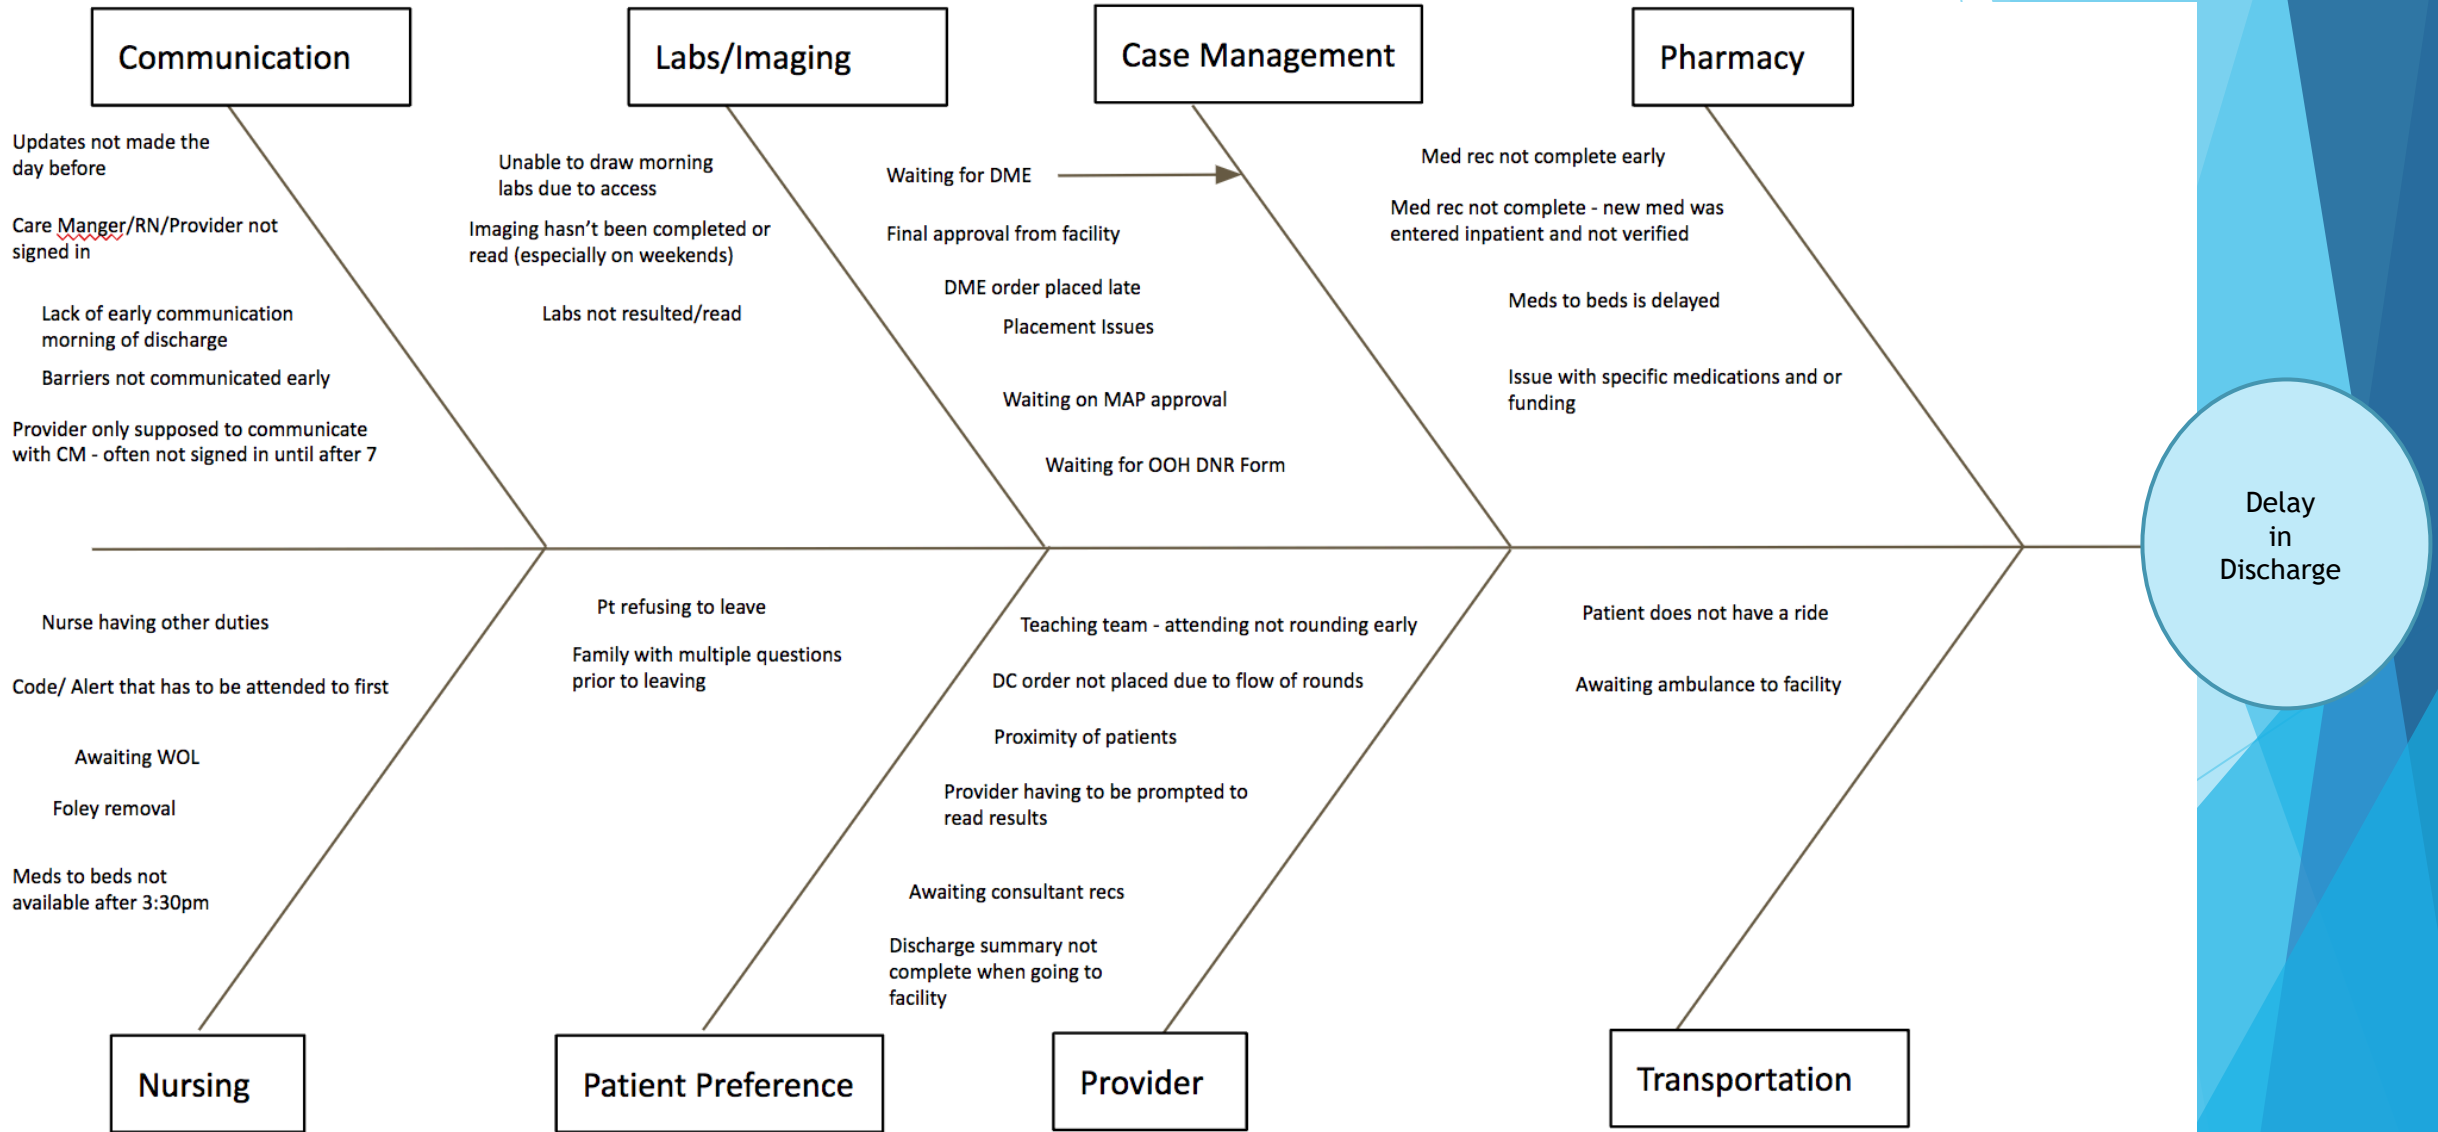 Communication
Labs/Imaging
Case Management
Pharmacy
Updates not made the
day before
Care Manger/RN/Provider not
signed in
Lack of early communication
morning of discharge
Barriers not communicated early
Provider only supposed to communicate
with CM - often not signed in until after 7
Unable to draw morning
labs due to access
Imaging hasn't been completed or
read (especially on weekends)
Labs not resulted/read
Waiting for DME
Final approval from facility
DME order placed late
Placement Issues
Waiting on MAP approval
Waiting for OOH DNR Form
Med rec not complete early
Med rec not complete - new med was
entered inpatient and not verified
Meds to beds is delayed
Issue with specific medications and or
funding
Delay
in
Discharge
Nurse having other duties
Code/ Alert that has to be attended to first
Awaiting WOL
Foley removal
Meds to beds not
available after 3:30pm
Pt refusing to leave
Family with multiple questions
prior to leaving
Teaching team - attending not rounding early
DC order not placed due to flow of rounds
Proximity of patients
Provider having to be prompted to
read results
Awaiting consultant recs
Discharge summary not
complete when going to
facility
Patient does not have a ride
Awaiting ambulance to facility
Nursing
Patient Preference
Provider
Transportation